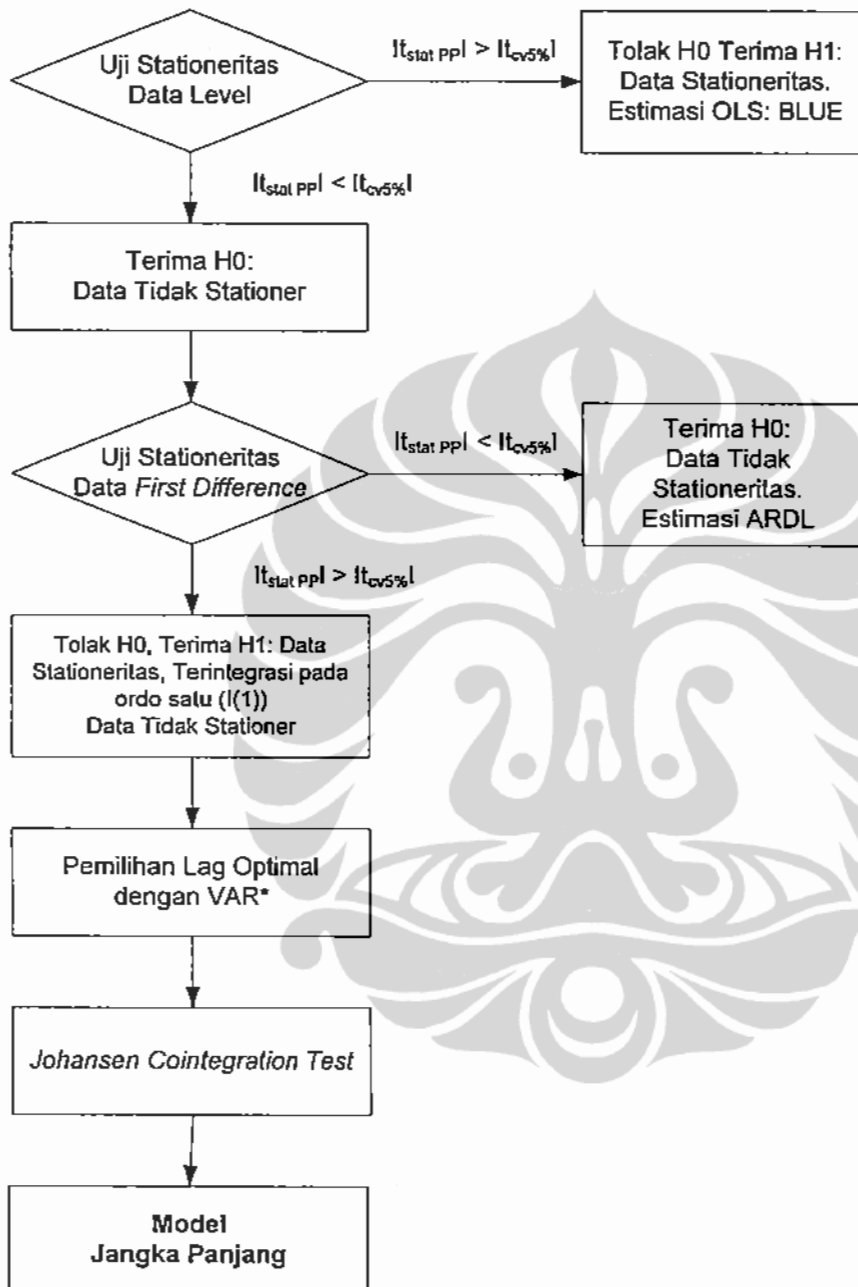 Uji Stationeritas
Data Level
|t_stat PP| > |t_cv5%|
Tolak H0 Terima H1:
Data Stationeritas.
Estimasi OLS: BLUE
|t_stat PP| < |t_cv5%|
Terima H0:
Data Tidak Stationer
Uji Stationeritas
Data First Difference
|t_stat PP| < |t_cv5%|
Terima H0:
Data Tidak
Stationeritas.
Estimasi ARDL
|t_stat PP| > |t_cv5%|
Tolak H0, Terima H1: Data
Stationeritas, Terintegrasi pada
ordo satu (I(1))
Data Tidak Stationer
Pemilihan Lag Optimal
dengan VAR*
Johansen Cointegration Test
Model
Jangka Panjang